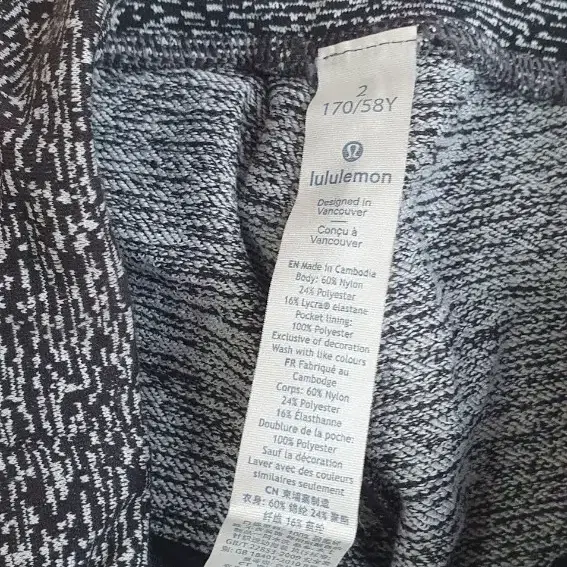 2
170/58Y
lululemon
Designed in
Vancouver
Conçu à
Vancouver
EN Made in Cambodia
Body: 60% Nylon
24% Polyester
16% Lycra® elastane
Pocket lining:
100% Polyester
Exclusive of decoration
Wash with like colours
FR Fabriqué au
Cambodge
Corps: 60% Nylon
24% Polyester
16% Élasthanne
Doublure de la poche:
100% Polyester
Sauf la décoration
Laver avec des couleurs
similaires seulement
CN 柬埔寨制造
衣身: 60% 锦纶 24% 聚酯
纤维 16% 氨纶